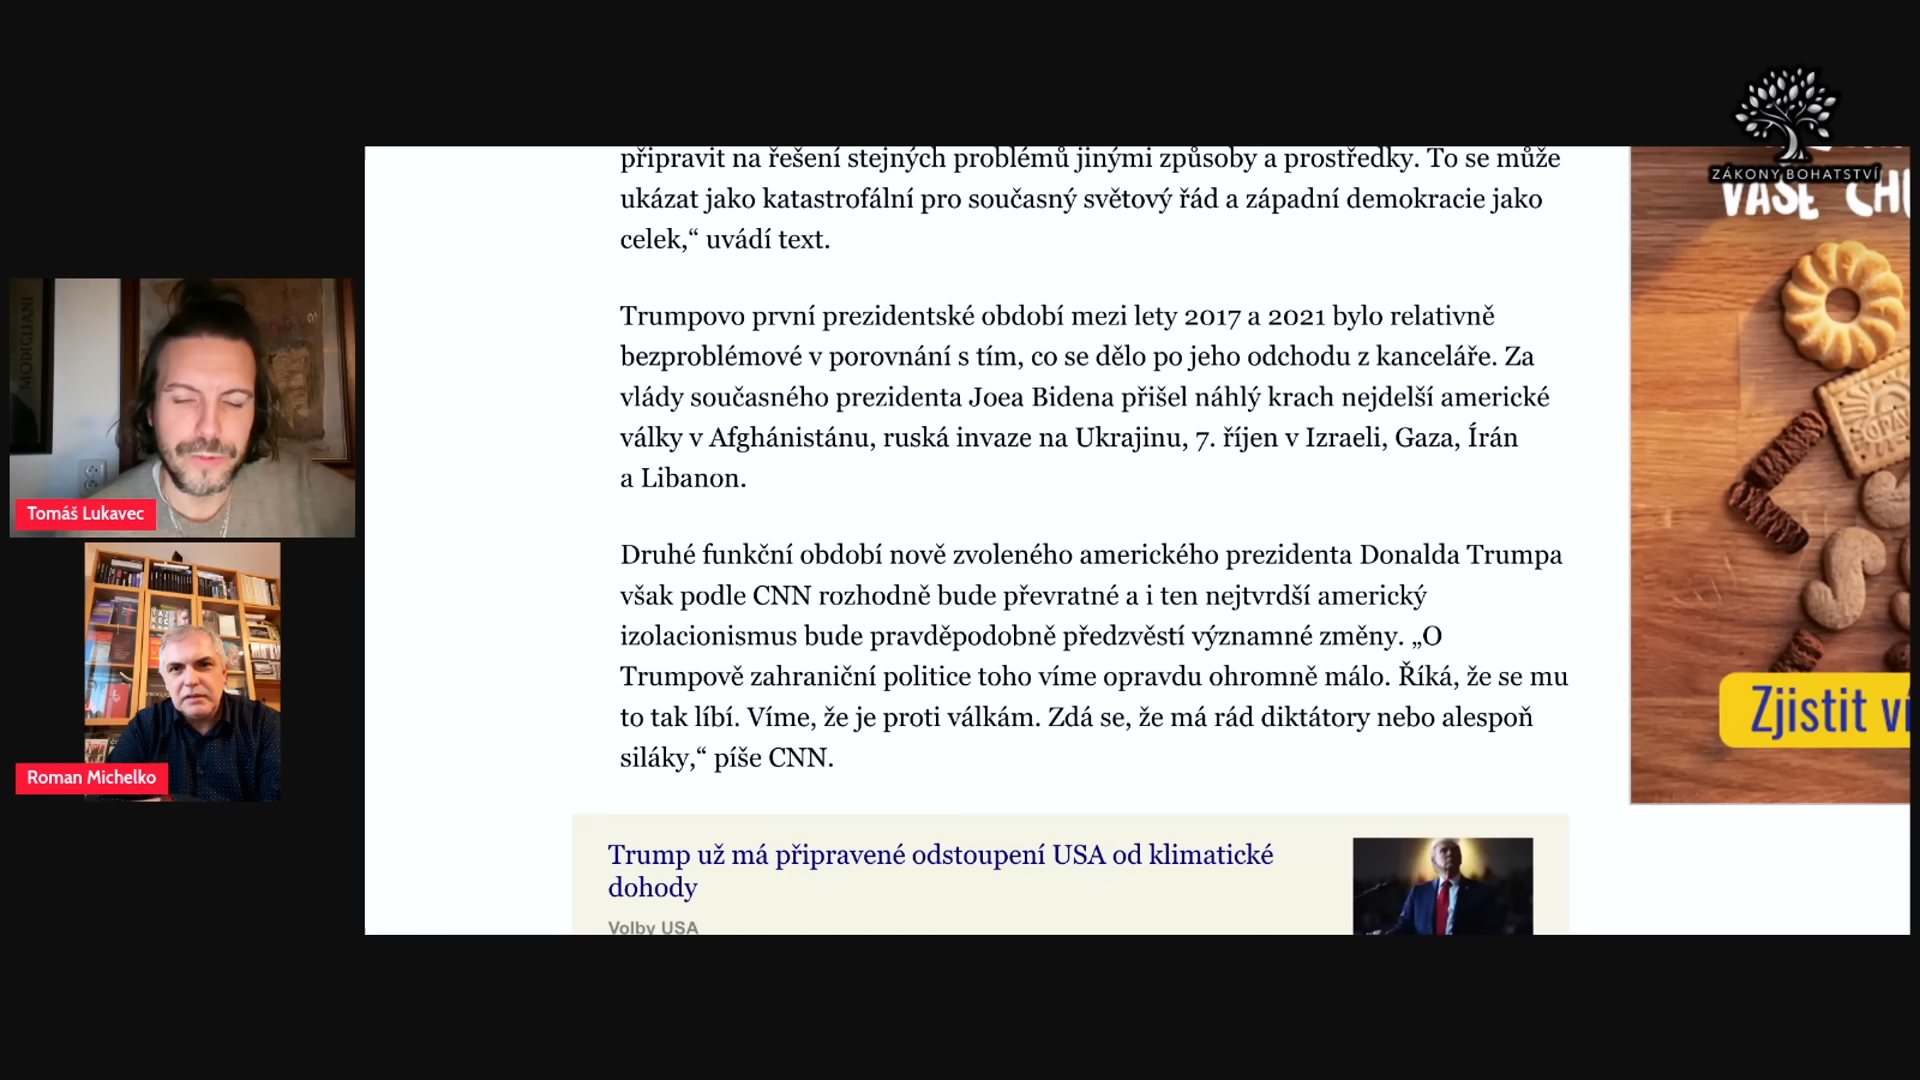 ZÁKONY BOHATSTVÍ
VAŠE CH
připravit na řešení stejných problémů jinými způsoby a prostředky. To se může
ukázat jako katastrofální pro současný světový řád a západní demokracie jako
celek,“ uvádí text.
Trumpovo první prezidentské období mezi lety 2017 a 2021 bylo relativně
bezproblémové v porovnání s tím, co se dělo po jeho odchodu z kanceláře. Za
vlády současného prezidenta Joea Bidena přišel náhlý krach nejdelší americké
války v Afghánistánu, ruská invaze na Ukrajinu, 7. říjen v Izraeli, Gaza, Írán
a Libanon.
Druhé funkční období nově zvoleného amerického prezidenta Donalda Trumpa
však podle CNN rozhodně bude převratné a i ten nejtvrdší americký
izolacionismus bude pravděpodobně předzvěstí významné změny. „O
Trumpově zahraniční politice toho víme opravdu ohromně málo. Říká, že se mu
to tak líbí. Víme, že je proti válkám. Zdá se, že má rád diktátory nebo alespoň
siláky,“ píše CNN.
Trump už má připravené odstoupení USA od klimatické
dohody
Volby USA
Zjistit ví
MODIGLIANI
Tomáš Lukavec
Roman Michelko